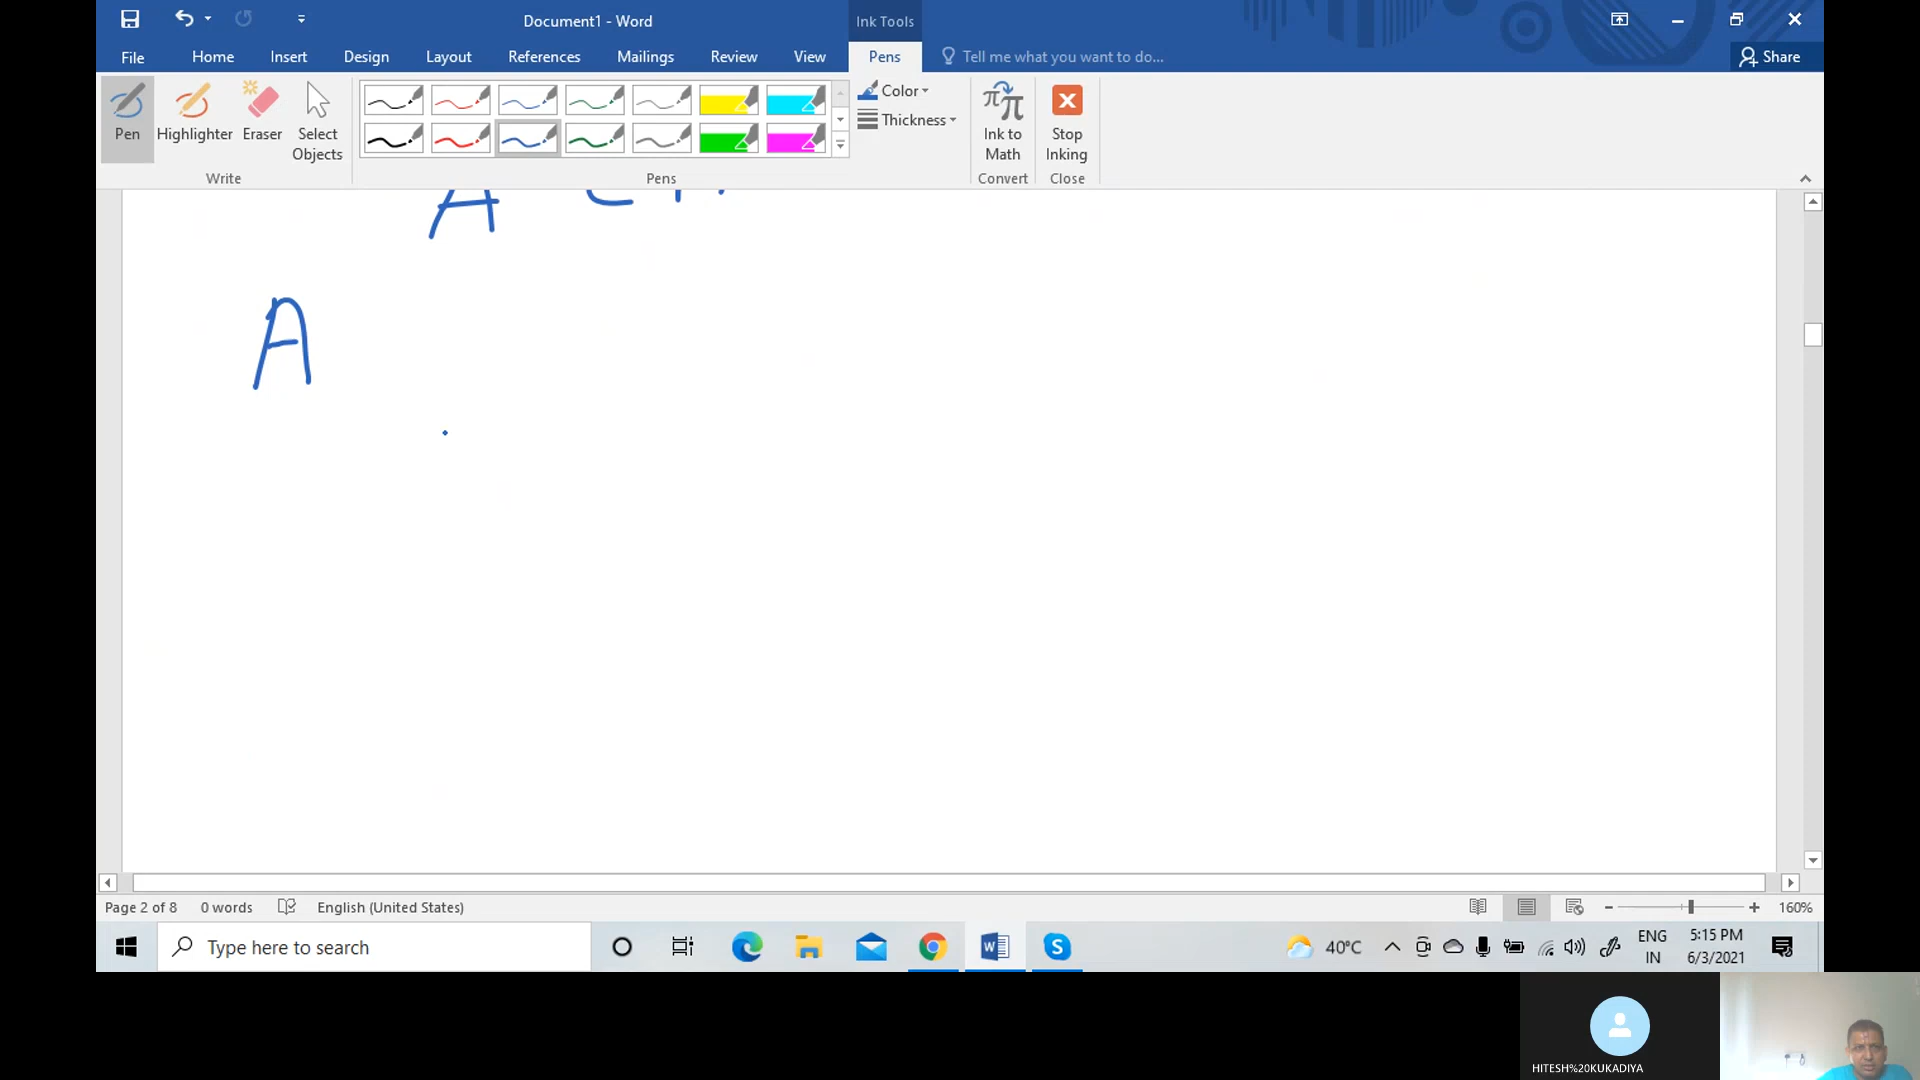 Document1 - Word
Ink Tools
File Home Insert Design Layout References Mailings Review View Pens Tell me what you want to do... Share
Pen Highlighter Eraser Select Objects
Color
Thickness
Ink to Math
Stop Inking
Write Pens Convert Close
A
A
Page 2 of 8 0 words English (United States) 160%
Type here to search
40°C
ENG IN
5:15 PM
6/3/2021
HITESH%20KUKADIYA